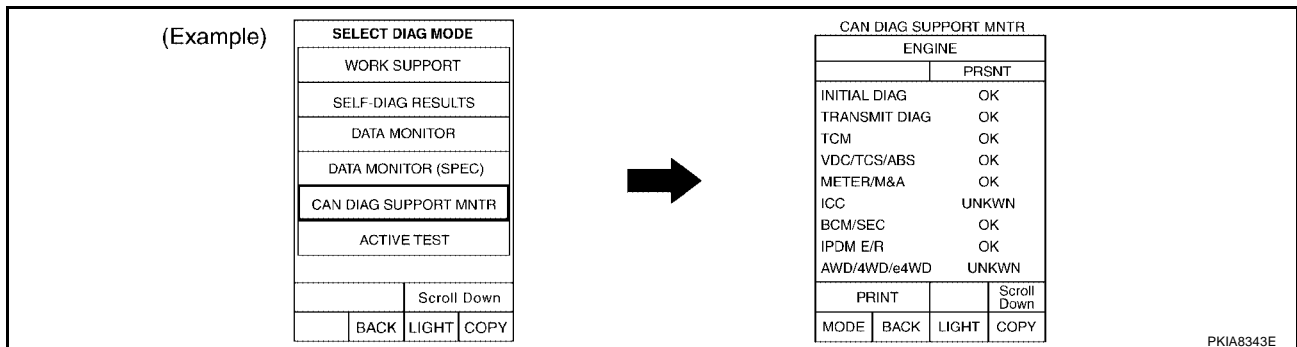 (Example)
SELECT DIAG MODE
WORK SUPPORT
SELF-DIAG RESULTS
DATA MONITOR
DATA MONITOR (SPEC)
CAN DIAG SUPPORT MNTR
ACTIVE TEST
Scroll Down
BACK LIGHT COPY
CAN DIAG SUPPORT MNTR
ENGINE
PRSNT
INITIAL DIAG OK
TRANSMIT DIAG OK
TCM OK
VDC/TCS/ABS OK
METER/M&A OK
ICC UNKWN
BCM/SEC OK
IPDM E/R OK
AWD/4WD/e4WD UNKWN
PRINT Scroll
Down
MODE BACK LIGHT COPY
PKIA8343E